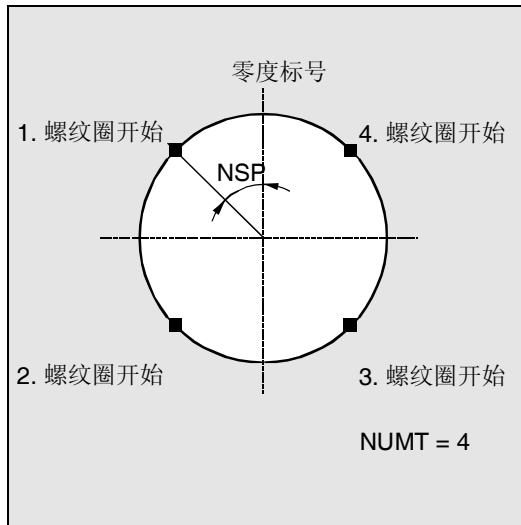 零度标号
1. 螺纹圈开始
4. 螺纹圈开始
NSP
2. 螺纹圈开始
3. 螺纹圈开始
NUMT = 4